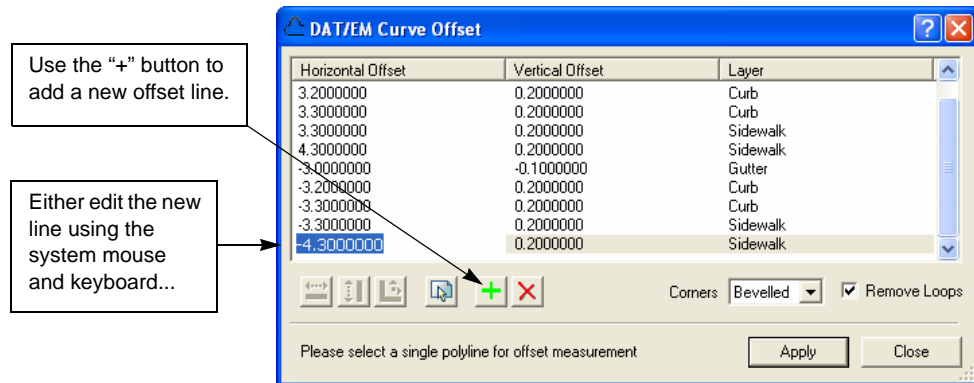 DAT/EM Curve Offset
Use the “+” button to
add a new offset line.
Horizontal Offset Vertical Offset Layer
3.2000000 0.2000000 Curb
3.3000000 0.2000000 Curb
3.3000000 0.2000000 Sidewalk
4.3000000 0.2000000 Sidewalk
-3.0000000 -0.1000000 Gutter
-3.2000000 0.2000000 Curb
-3.3000000 0.2000000 Curb
-3.3000000 0.2000000 Sidewalk
-4.3000000 0.2000000 Sidewalk
Either edit the new
line using the
system mouse
and keyboard...
Corners Bevelled Remove Loops
Please select a single polyline for offset measurement Apply Close